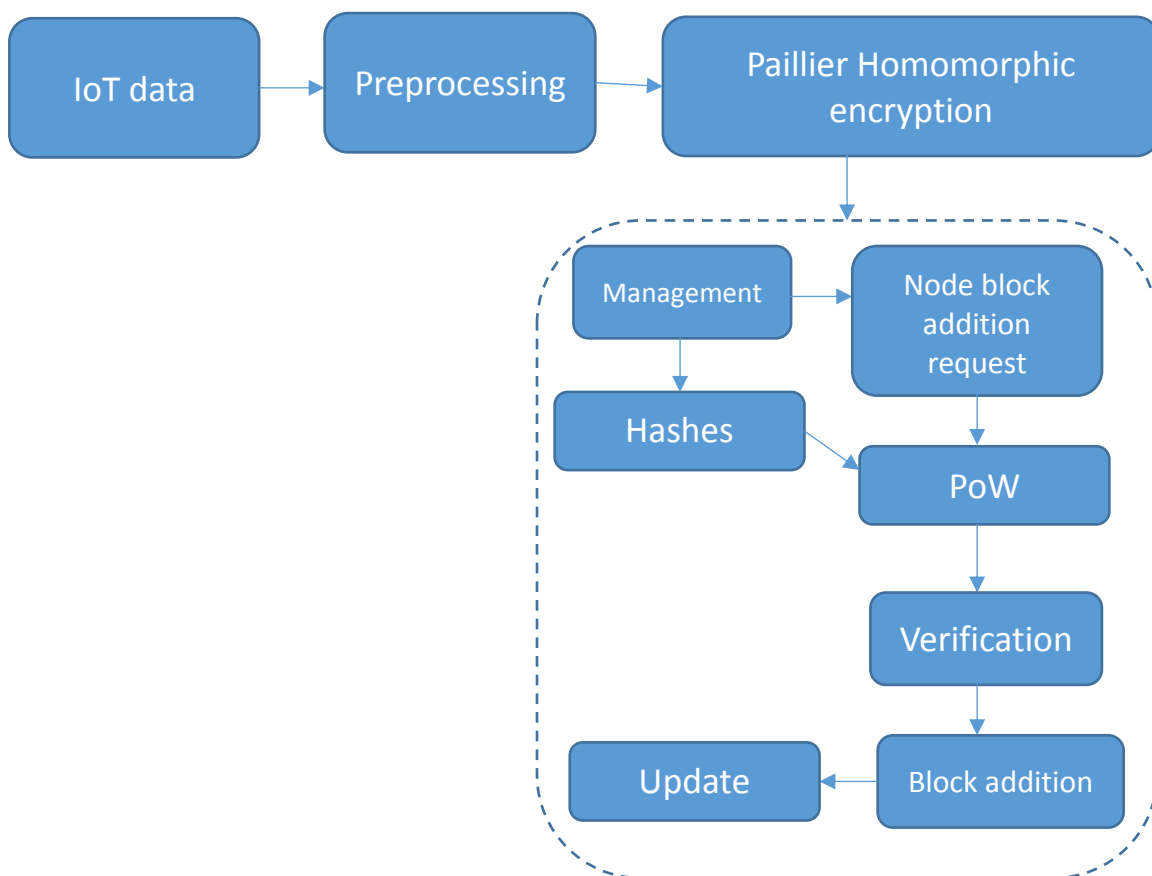 IoT data
Preprocessing
Paillier Homomorphic
encryption
Management
Node block
addition
request
Hashes
PoW
Verification
Update
Block addition